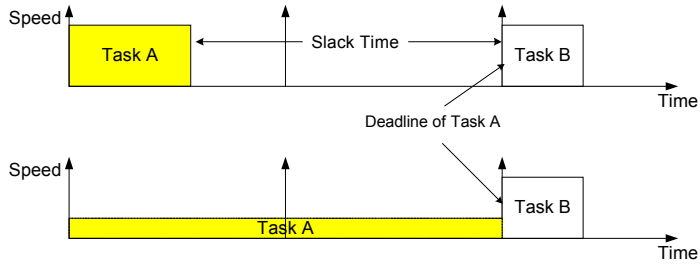 Speed
Task A
Slack Time
Task B
Time
Deadline of Task A
Speed
Task A
Task B
Time